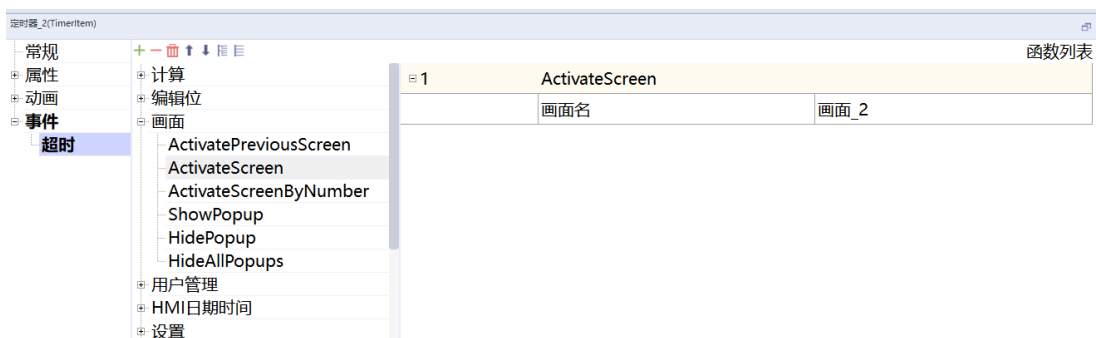 定时器_2(TimerItem)
常规
属性
动画
事件
超时
函数列表
计算
编辑位
画面
ActivatePreviousScreen
ActivateScreen
ActivateScreenByNumber
ShowPopup
HidePopup
HideAllPopups
用户管理
HMI日期时间
设置
1 ActivateScreen
画面名 画面_2